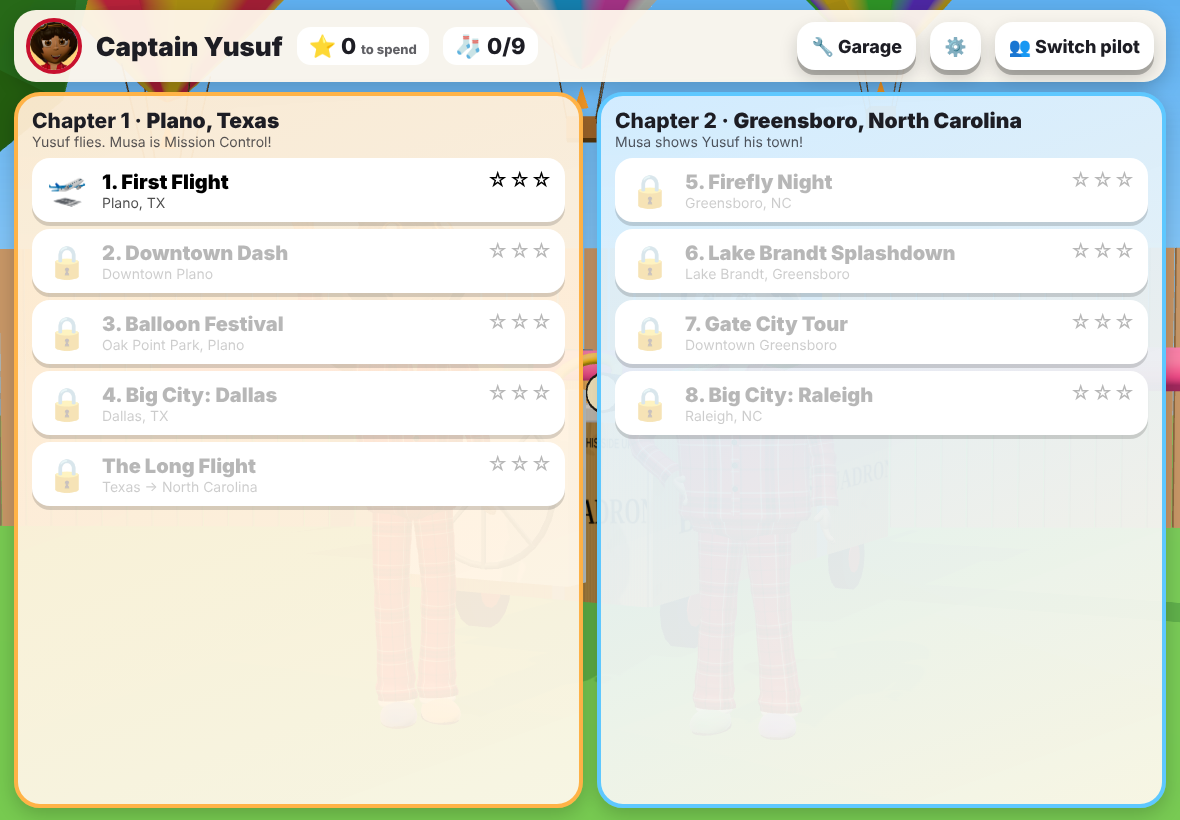 Captain Yusuf
0 to spend
0/9
Garage
Switch pilot
Chapter 1 · Plano, Texas
Yusuf flies. Musa is Mission Control!
1. First Flight
Plano, TX
2. Downtown Dash
Downtown Plano
3. Balloon Festival
Oak Point Park, Plano
4. Big City: Dallas
Dallas, TX
The Long Flight
Texas → North Carolina
Chapter 2 · Greensboro, North Carolina
Musa shows Yusuf his town!
5. Firefly Night
Greensboro, NC
6. Lake Brandt Splashdown
Lake Brandt, Greensboro
7. Gate City Tour
Downtown Greensboro
8. Big City: Raleigh
Raleigh, NC